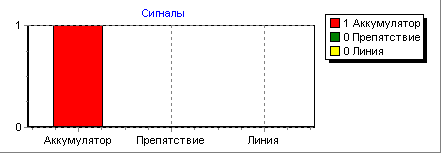 Сигналы
1
0
Аккумулятор
Препятствие
Линия
1 Аккумулятор
0 Препятствие
0 Линия